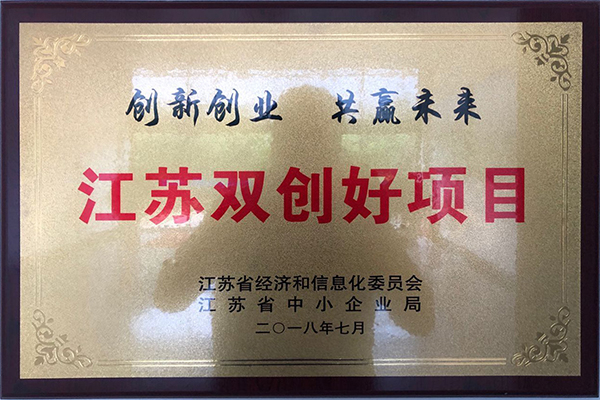 创新创业 共赢未来
江苏双创好项目
江苏省经济和信息化委员会
江苏省中小企业局
二〇一八年七月